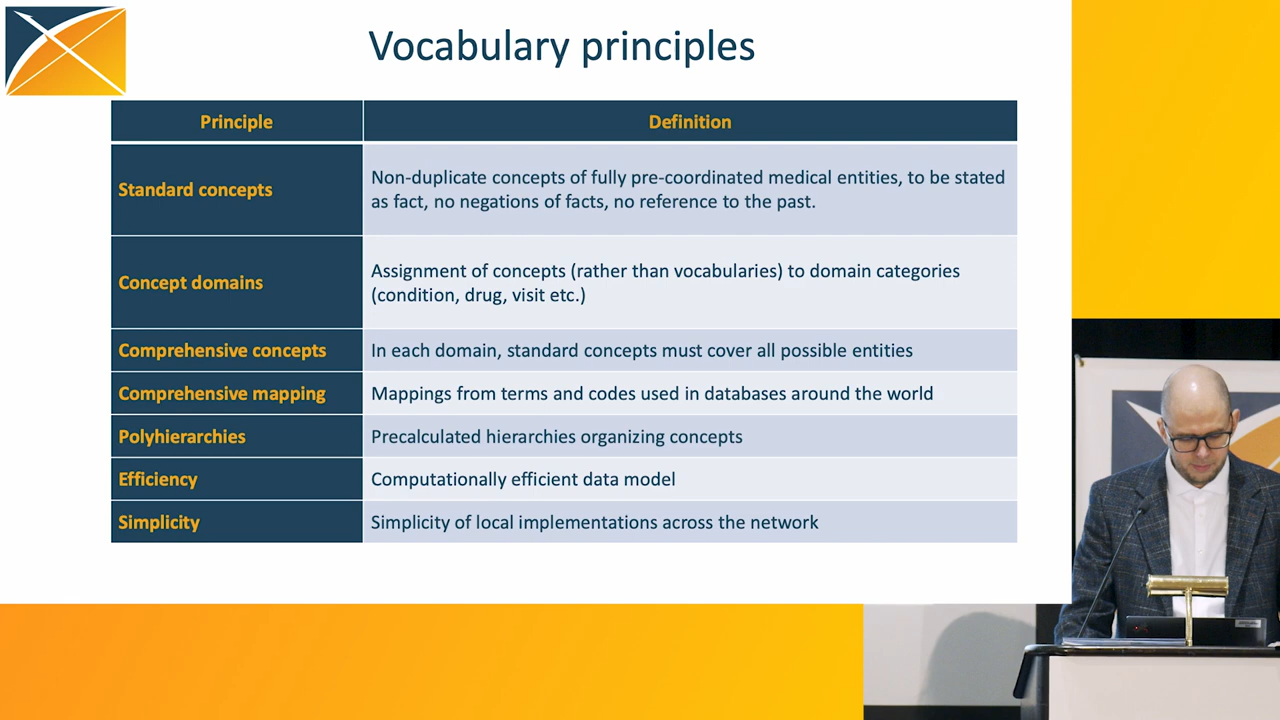 Vocabulary principles
Principle
Definition
Standard concepts
Non-duplicate concepts of fully pre-coordinated medical entities, to be stated
as fact, no negations of facts, no reference to the past.
Concept domains
Assignment of concepts (rather than vocabularies) to domain categories
(condition, drug, visit etc.)
Comprehensive concepts
In each domain, standard concepts must cover all possible entities
Comprehensive mapping
Mappings from terms and codes used in databases around the world
Polyhierarchies
Precalculated hierarchies organizing concepts
Efficiency
Computationally efficient data model
Simplicity
Simplicity of local implementations across the network